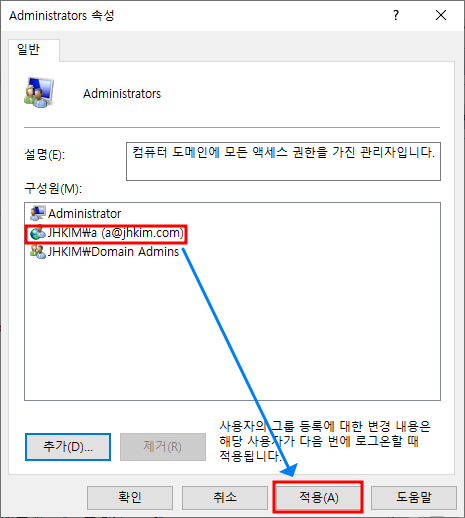 Administrators 속성
일반
Administrators
설명(E):
컴퓨터 도메인에 모든 액세스 권한을 가진 관리자입니다.
구성원(M):
Administrator
JHKIM₩a (a@jhkim.com)
JHKIM₩Domain Admins
추가(D)...
제거(R)
사용자의 그룹 등록에 대한 변경 내용은
해당 사용자가 다음 번에 로그온할 때
적용됩니다.
확인
취소
적용(A)
도움말